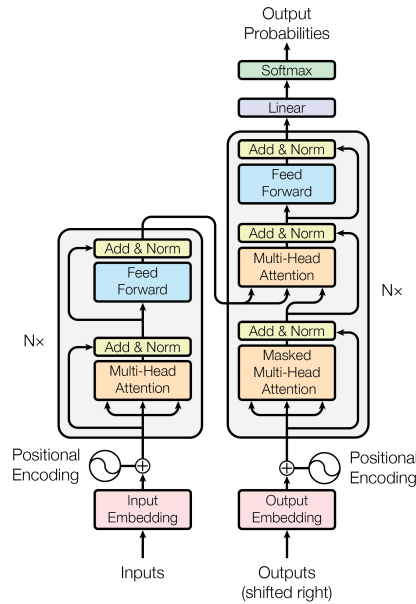 Output
Probabilities
Softmax
Linear
Add & Norm
Feed
Forward
Add & Norm
Multi-Head
Attention
Add & Norm
Masked
Multi-Head
Attention
N×
Add & Norm
Feed
Forward
Add & Norm
Multi-Head
Attention
N×
Positional
Encoding
Positional
Encoding
Input
Embedding
Output
Embedding
Inputs
Outputs
(shifted right)